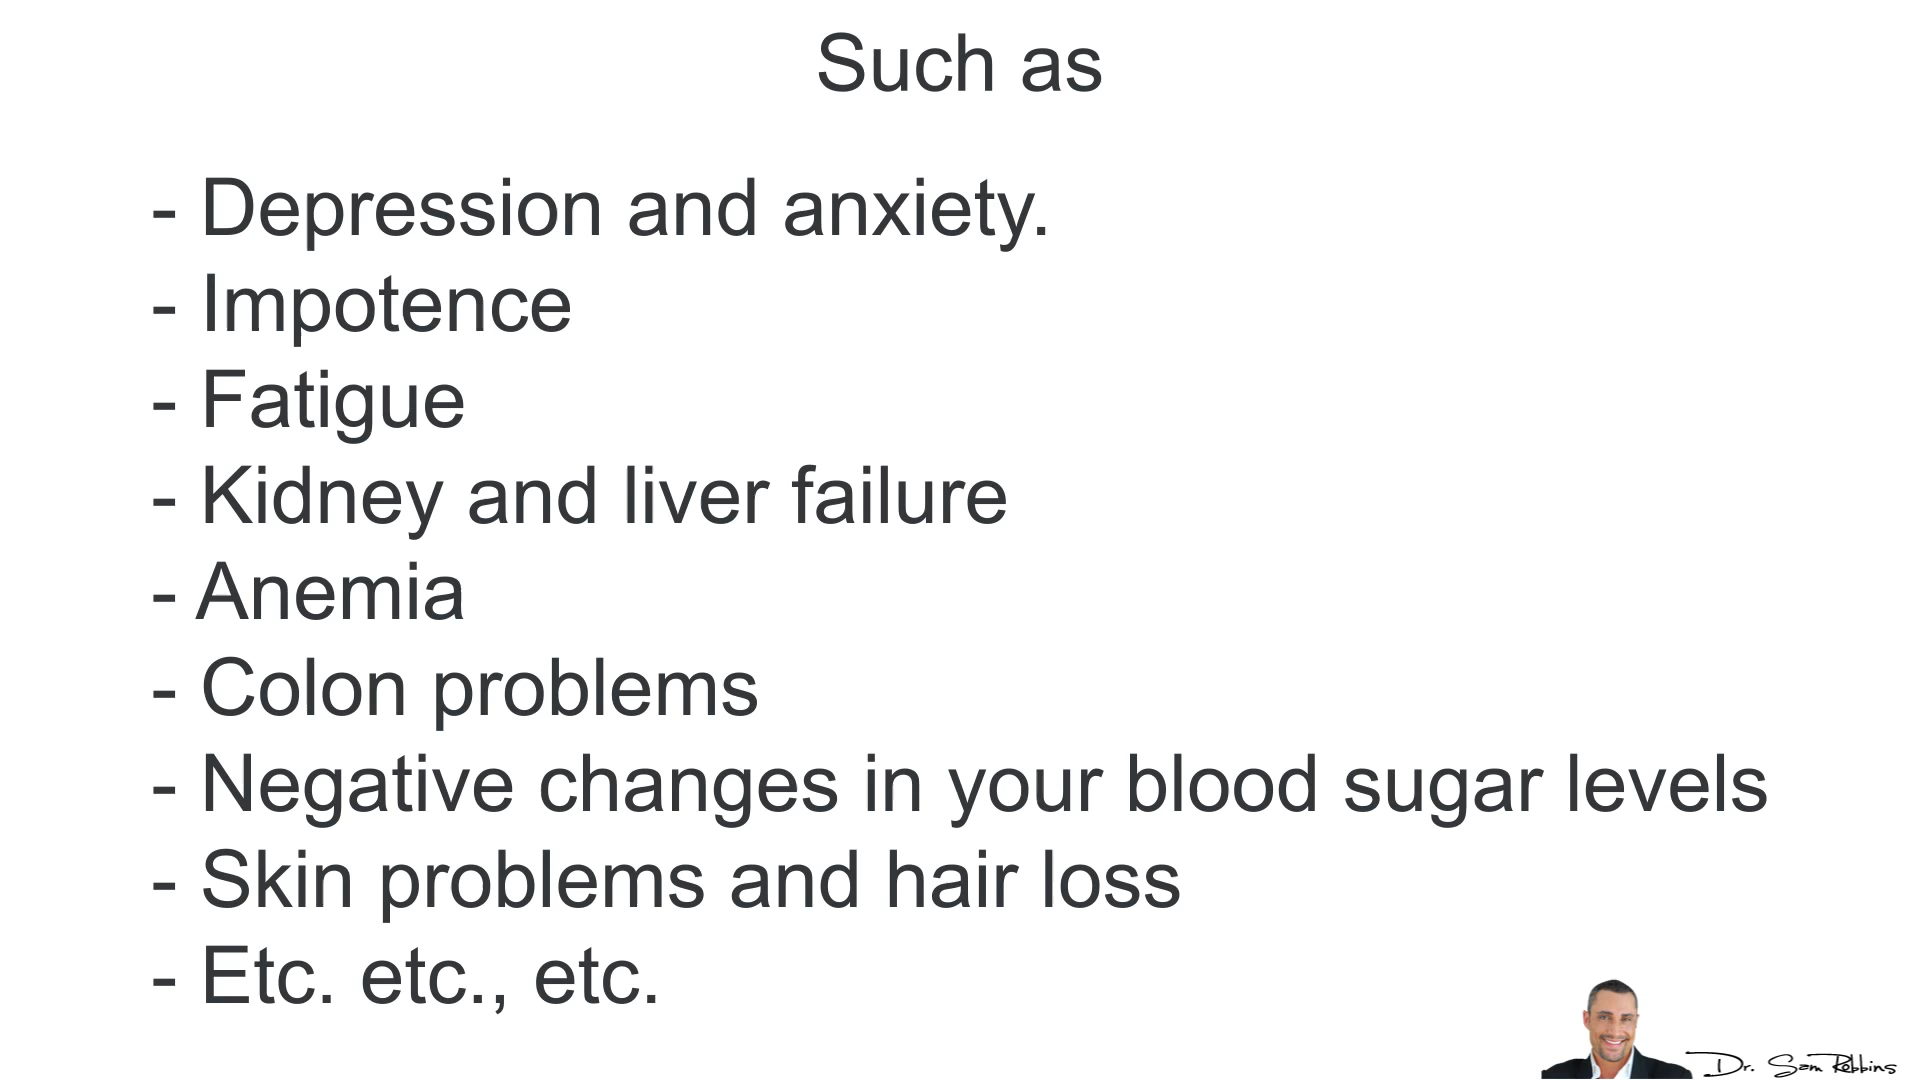 Such as
- Depression and anxiety.
- Impotence
- Fatigue
- Kidney and liver failure
- Anemia
- Colon problems
- Negative changes in your blood sugar levels
- Skin problems and hair loss
- Etc. etc., etc.
Dr. Sam Robbins